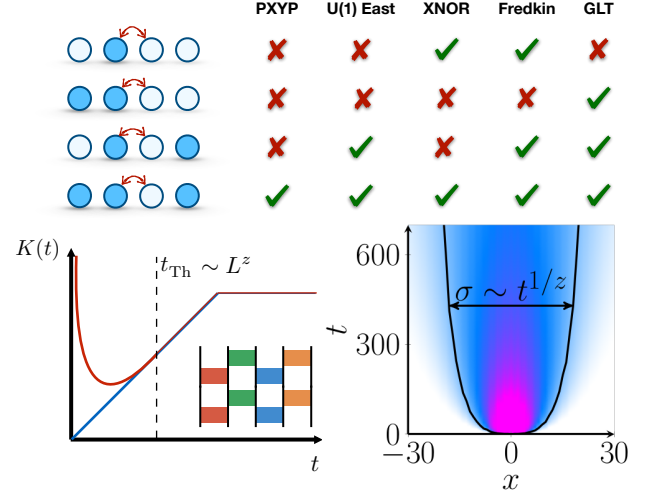 PXYP U(1) East XNOR Fredkin GLT
✘ ✘ ✔ ✔ ✘
✘ ✘ ✘ ✘ ✔
✘ ✔ ✘ ✔ ✔
✔ ✔ ✔ ✔ ✔
K(t)
t_Th ∼ L^z
t
600
σ ∼ t^{1/z}
t
300
0
−30 0 30
x